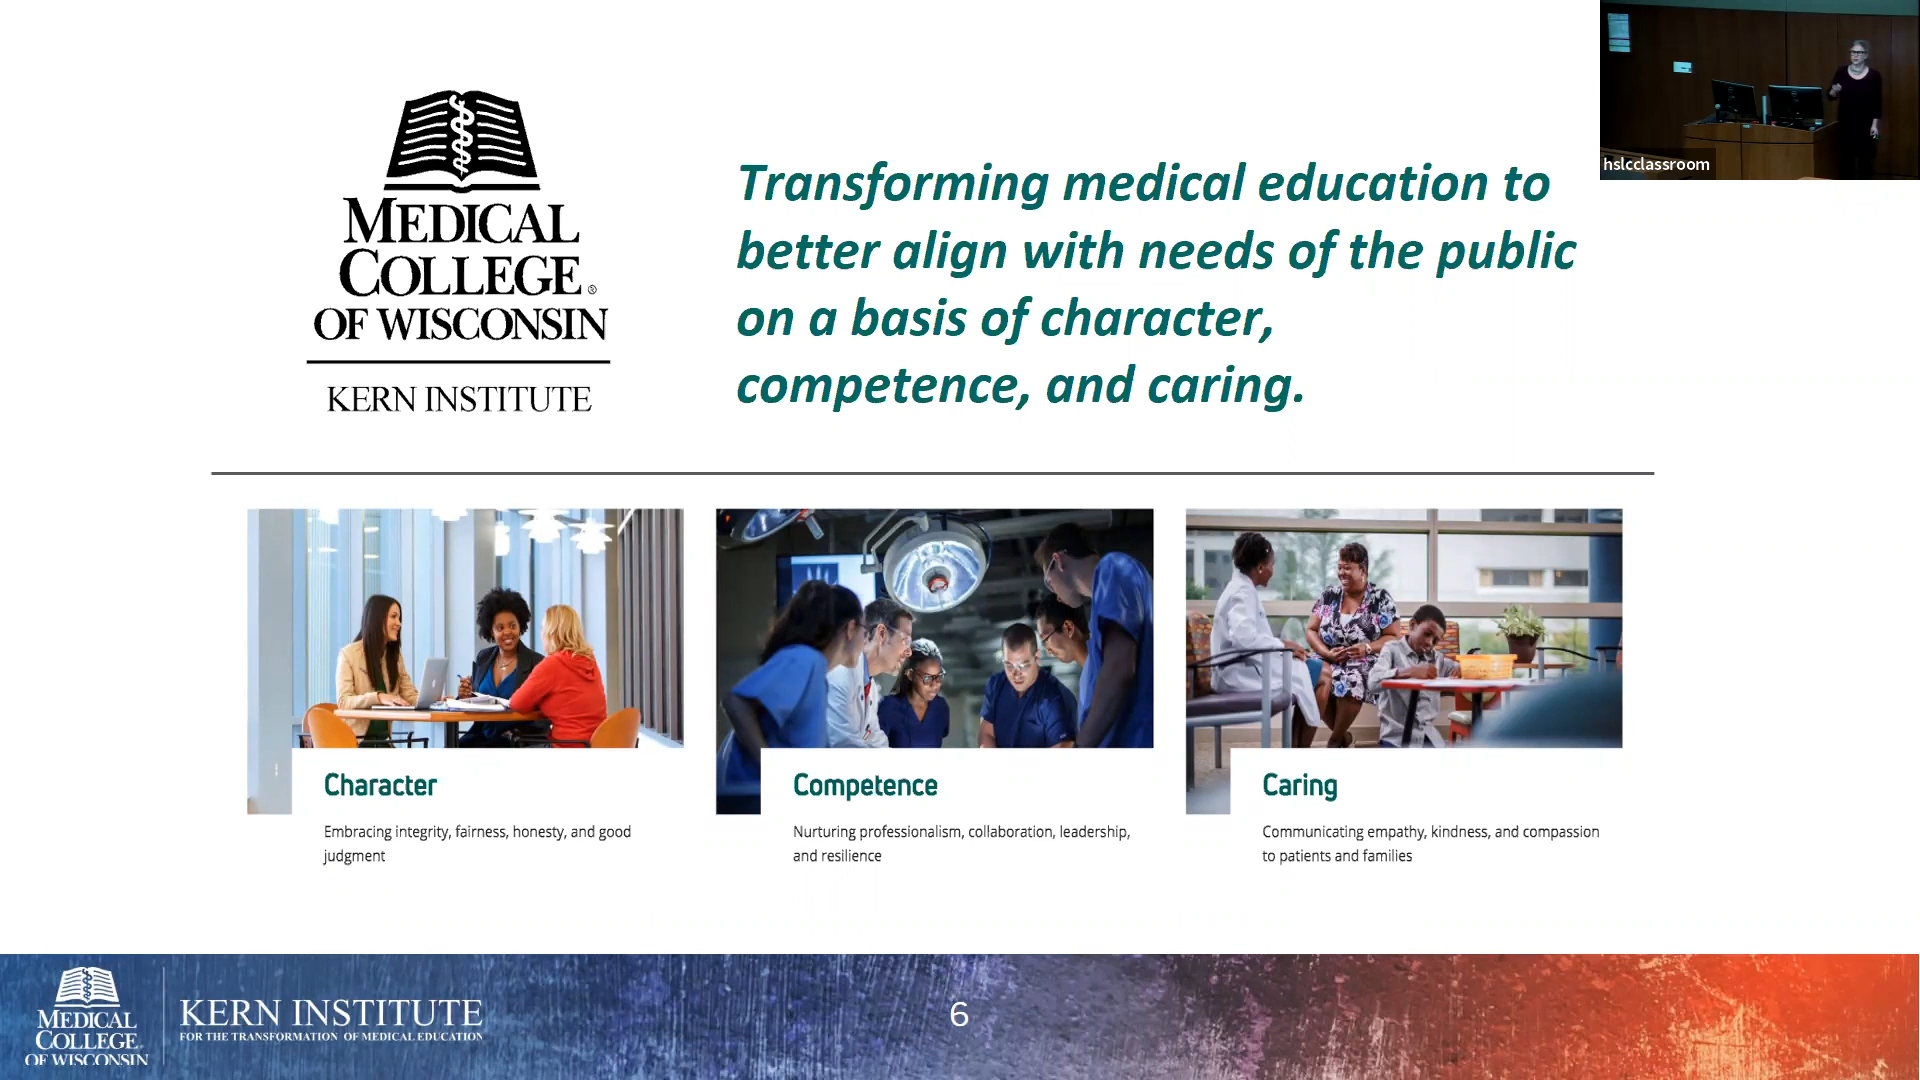 MEDICAL
COLLEGE®
OF WISCONSIN
KERN INSTITUTE
Transforming medical education to
better align with needs of the public
on a basis of character,
competence, and caring.
hslcclassroom
Character
Embracing integrity, fairness, honesty, and good
judgment
Competence
Nurturing professionalism, collaboration, leadership,
and resilience
Caring
Communicating empathy, kindness, and compassion
to patients and families
MEDICAL
COLLEGE
OF WISCONSIN
KERN INSTITUTE
FOR THE TRANSFORMATION OF MEDICAL EDUCATION
6